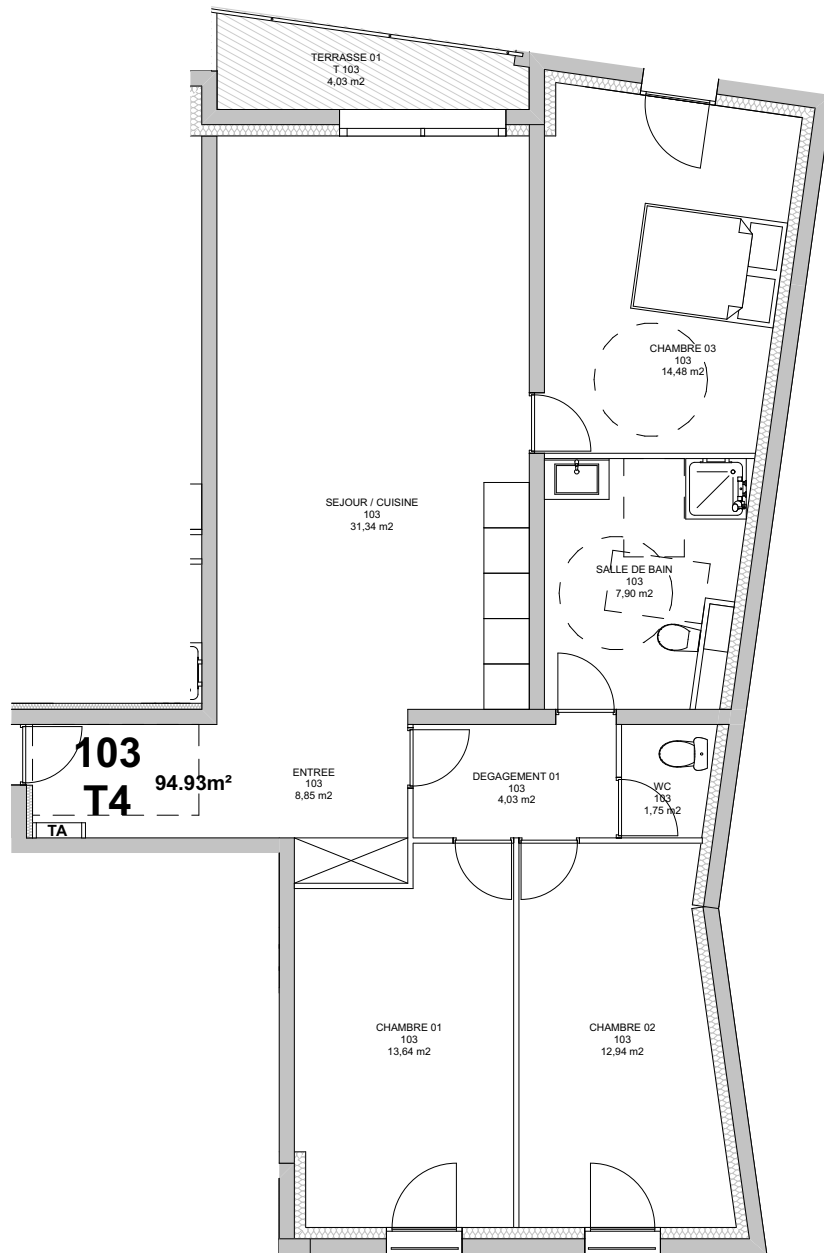 TERRASSE 01
T 103
4,03 m2
CHAMBRE 03
103
14,48 m2
SEJOUR / CUISINE
103
31,34 m2
SALLE DE BAIN
103
7,90 m2
103
T4
94.93m²
TA
ENTREE
103
8,85 m2
DEGAGEMENT 01
103
4,03 m2
WC
103
1,75 m2
CHAMBRE 01
103
13,64 m2
CHAMBRE 02
103
12,94 m2